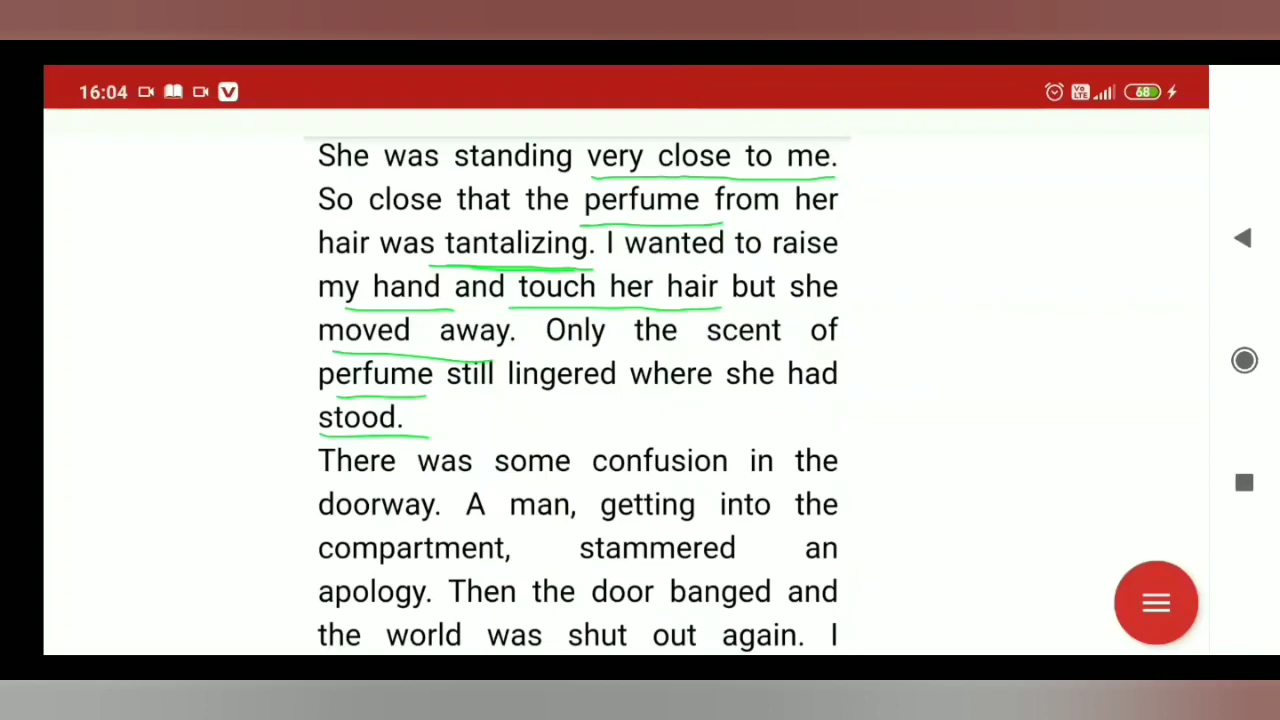 16:04
VoLTE
68
She was standing very close to me.
So close that the perfume from her
hair was tantalizing. I wanted to raise
my hand and touch her hair but she
moved away. Only the scent of
perfume still lingered where she had
stood.
There was some confusion in the
doorway. A man, getting into the
compartment, stammered an
apology. Then the door banged and
the world was shut out again. I